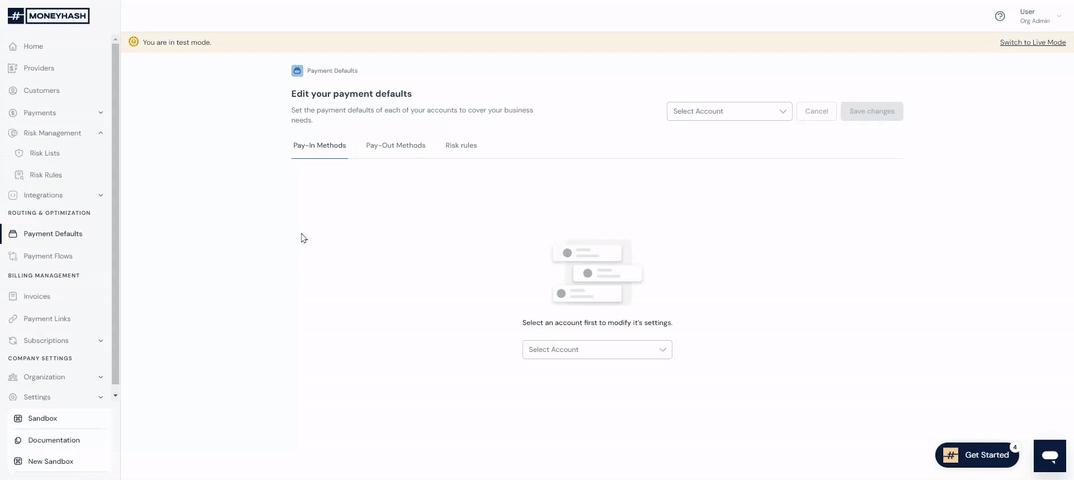 # MONEYHASH
Home
Providers
Customers
Payments
Risk Management
Risk Lists
Risk Rules
Integrations
ROUTING & OPTIMIZATION
Payment Defaults
Payment Flows
BILLING MANAGEMENT
Invoices
Payment Links
Subscriptions
COMPANY SETTINGS
Organization
Settings
Sandbox
Documentation
New Sandbox
User
Org Admin
You are in test mode.
Switch to Live Mode
Payment Defaults
Edit your payment defaults
Set the payment defaults of each of your accounts to cover your business
needs.
Select Account
Cancel
Save changes
Pay-In Methods
Pay-Out Methods
Risk rules
Select an account first to modify it's settings.
Select Account
# Get Started
4